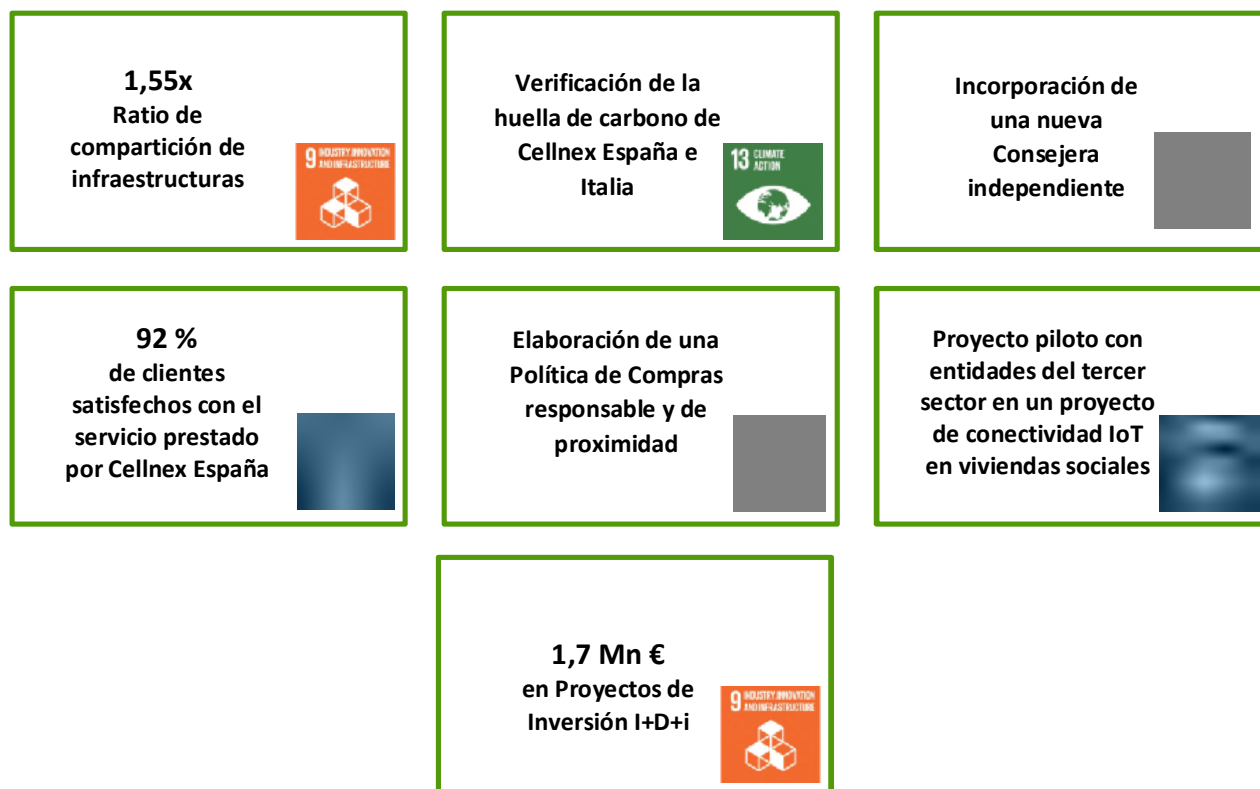 1,55x
Ratio de
compartición de
infraestructuras
9 INDUSTRY INNOVATION
AND INFRASTRUCTURE
Verificación de la
huella de carbono de
Cellnex España e
Italia
13 CLIMATE
ACTION
Incorporación de
una nueva
Consejera
independiente
92 %
de clientes
satisfechos con el
servicio prestado
por Cellnex España
Elaboración de una
Política de Compras
responsable y de
proximidad
Proyecto piloto con
entidades del tercer
sector en un proyecto
de conectividad IoT
en viviendas sociales
1,7 Mn €
en Proyectos de
Inversión I+D+i
9 INDUSTRY INNOVATION
AND INFRASTRUCTURE